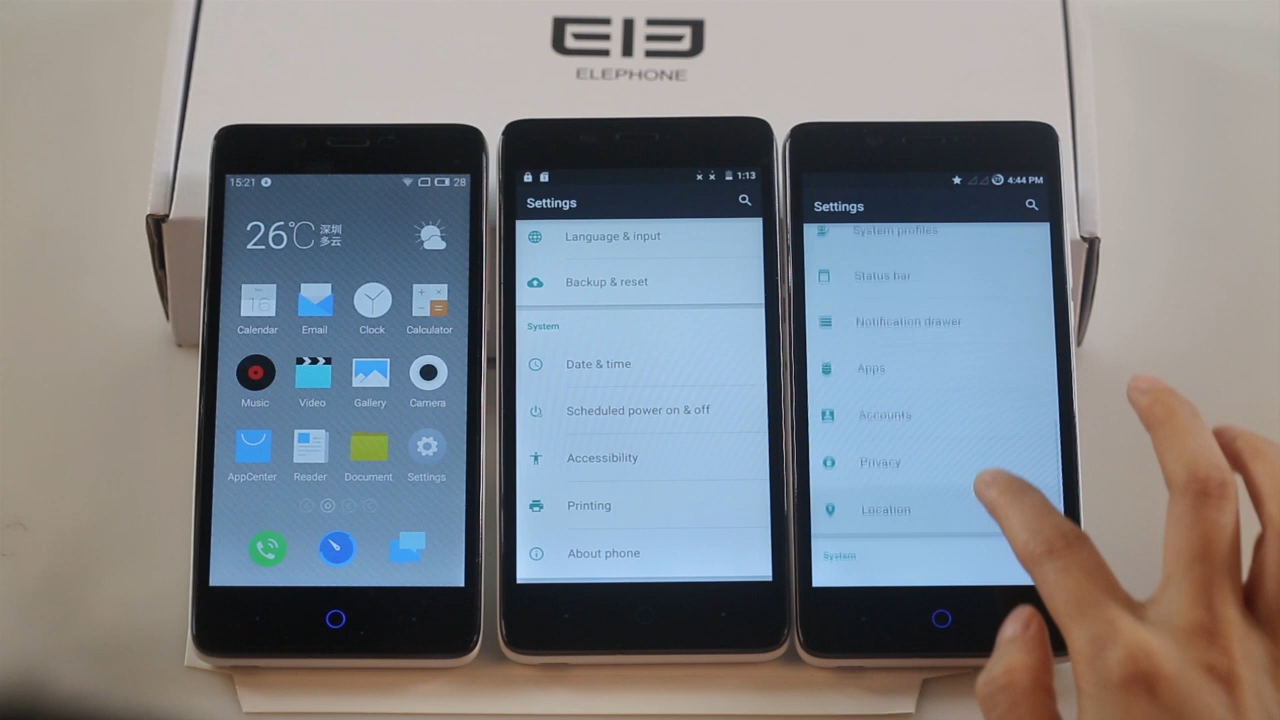 ELE
ELEPHONE
15:21
28
26℃
深圳
多云
16
Calendar
Email
Clock
Calculator
Music
Video
Gallery
Camera
AppCenter
Reader
Document
Settings
1:13
Settings
Language & input
Backup & reset
System
Date & time
Scheduled power on & off
Accessibility
Printing
About phone
4:44 PM
Settings
System profiles
Status bar
Notification drawer
Apps
Accounts
Privacy
Location
System